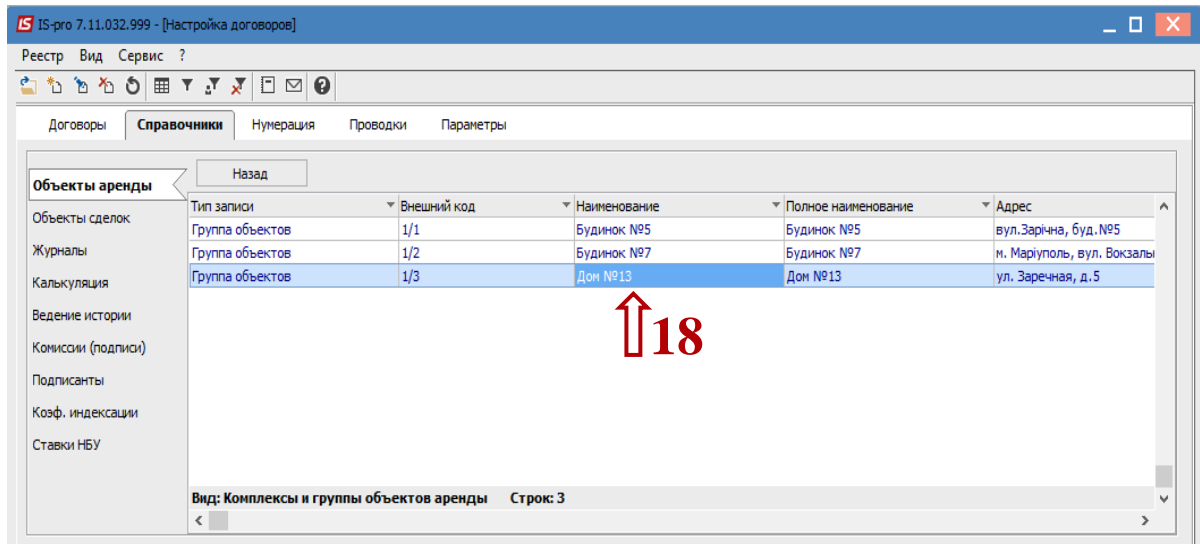 IS-pro 7.11.032.999 - [Настройка договоров]
Реестр Вид Сервис ?
Договоры Справочники Нумерация Проводки Параметры
Объекты аренды
Объекты сделок
Журналы
Калькуляция
Ведение истории
Комиссии (подписи)
Подписанты
Коэф. индексации
Ставки НБУ
Назад
Тип записи Внешний код Наименование Полное наименование Адрес
Группа объектов 1/1 Будинок №5 Будинок №5 вул.Зарічна, буд.№5
Группа объектов 1/2 Будинок №7 Будинок №7 м. Маріуполь, вул. Вокзаль
Группа объектов 1/3 Дом №13 Дом №13 ул. Заречная, д.5
18
Вид: Комплексы и группы объектов аренды Строк: 3